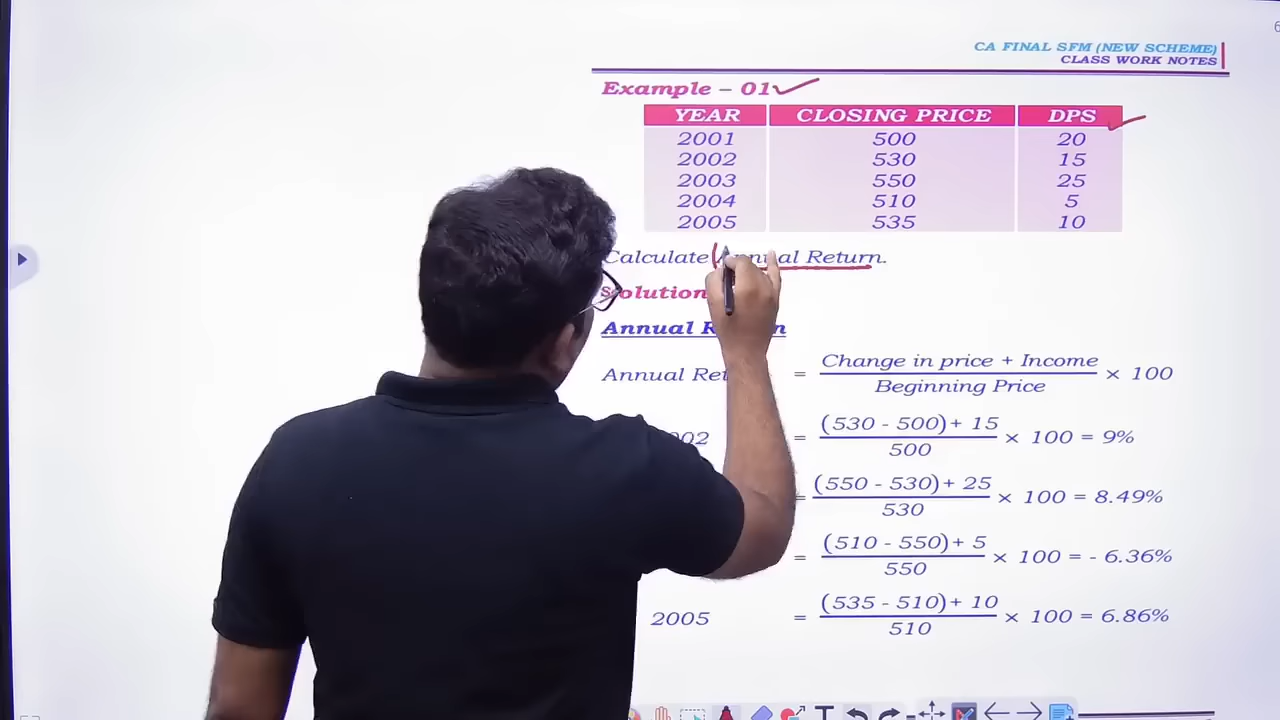 6
CA FINAL SFM (NEW SCHEME)
CLASS WORK NOTES
Example – 01
YEAR CLOSING PRICE DPS
2001 500 20
2002 530 15
2003 550 25
2004 510 5
2005 535 10
Calculate Annual Return.
Solution
Annual
Annual = Change in price + Income / Beginning Price × 100
= (530 - 500) + 15 / 500 × 100 = 9%
= (550 - 530) + 25 / 530 × 100 = 8.49%
= (510 - 550) + 5 / 550 × 100 = - 6.36%
2005 = (535 - 510) + 10 / 510 × 100 = 6.86%
T